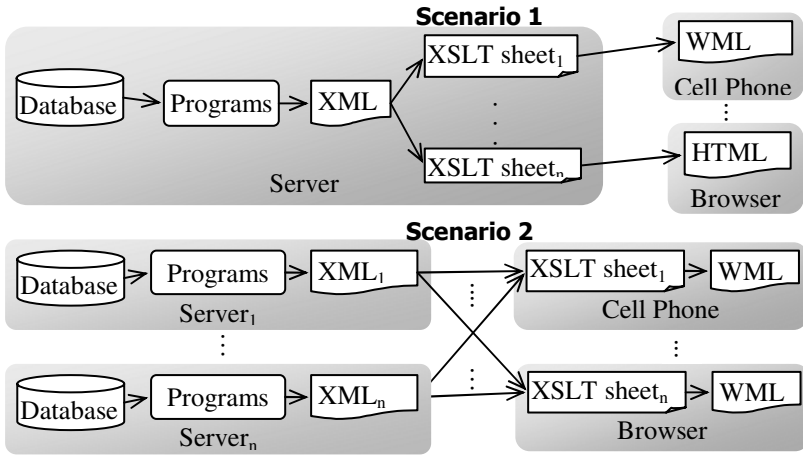 Scenario 1
Database
Programs
XML
XSLT sheet₁
XSLT sheetₙ
Server
WML
Cell Phone
HTML
Browser
Scenario 2
Database
Programs
XML₁
Server₁
XSLT sheet₁
WML
Cell Phone
Database
Programs
XMLₙ
Serverₙ
XSLT sheetₙ
WML
Browser